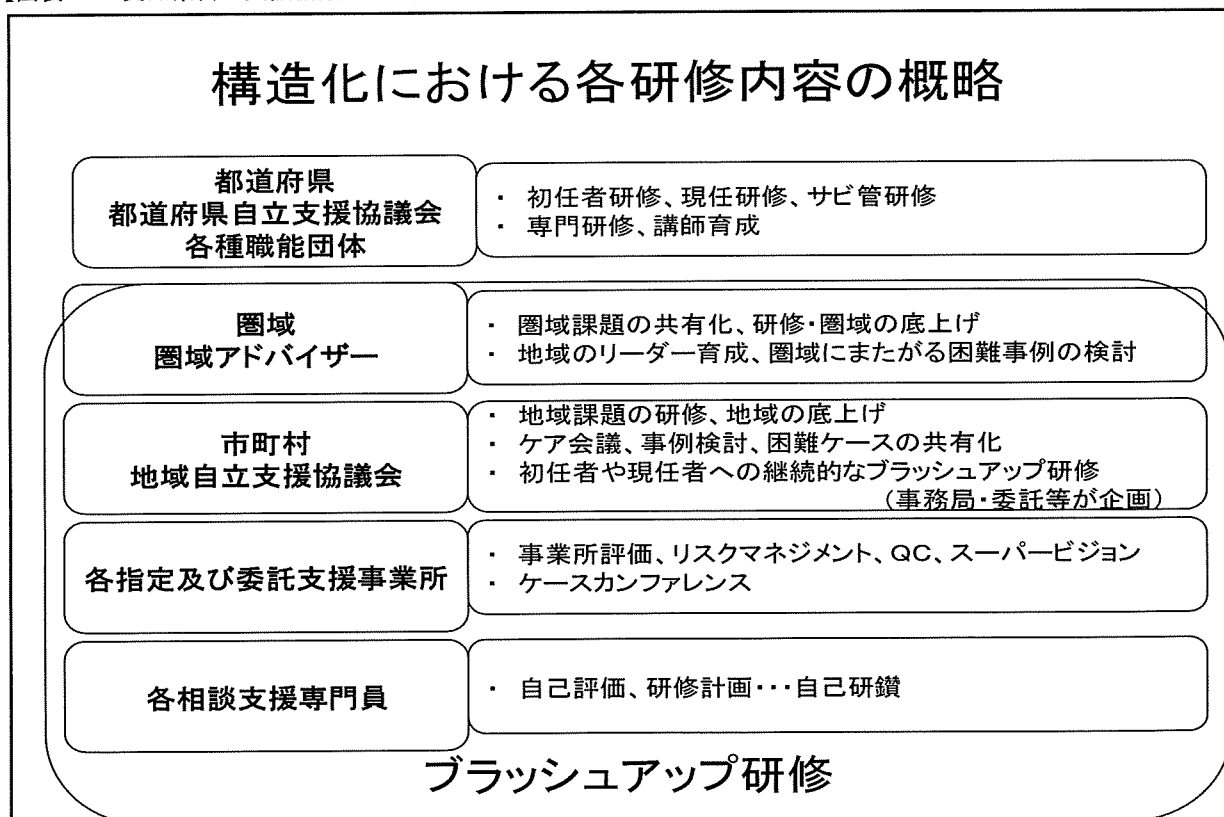 構造化における各研修内容の概略
都道府県
都道府県自立支援協議会
各種職能団体
・ 初任者研修、現任研修、サビ管研修
・ 専門研修、講師育成
圏域
圏域アドバイザー
・ 圏域課題の共有化、研修・圏域の底上げ
・ 地域のリーダー育成、圏域にまたがる困難事例の検討
市町村
地域自立支援協議会
・ 地域課題の研修、地域の底上げ
・ ケア会議、事例検討、困難ケースの共有化
・ 初任者や現任者への継続的なブラッシュアップ研修
(事務局・委託等が企画)
各指定及び委託支援事業所
・ 事業所評価、リスクマネジメント、QC、スーパービジョン
・ ケースカンファレンス
各相談支援専門員
・ 自己評価、研修計画・・・自己研鑽
ブラッシュアップ研修